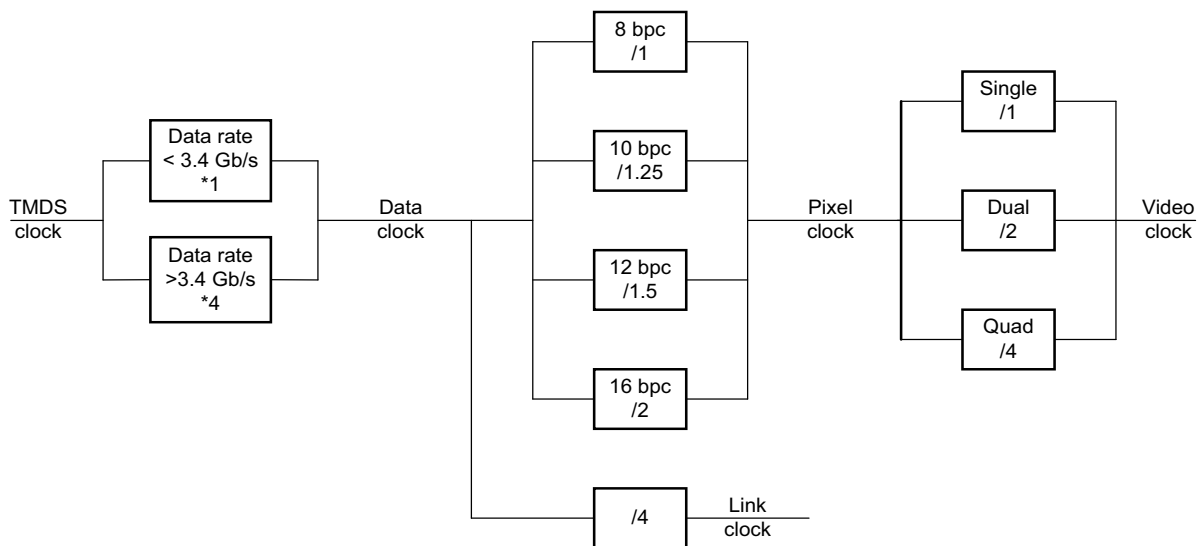 TMDS
clock
Data rate
< 3.4 Gb/s
*1
Data rate
>3.4 Gb/s
*4
Data
clock
8 bpc
/1
10 bpc
/1.25
12 bpc
/1.5
16 bpc
/2
/4
Link
clock
Pixel
clock
Single
/1
Dual
/2
Quad
/4
Video
clock